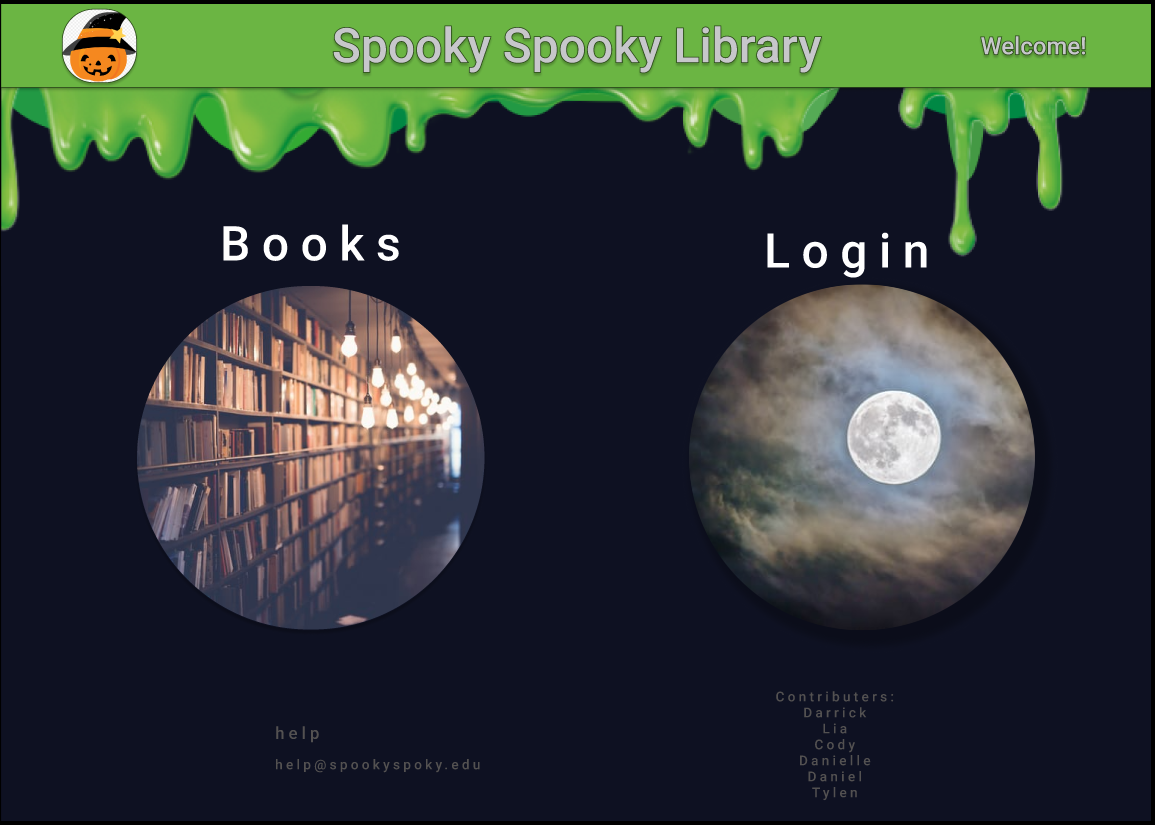 Spooky Spooky Library
Welcome!
Books
Login
help
help@spookyspoky.edu
Contributers:
Darrick
Lia
Cody
Danielle
Daniel
Tylen